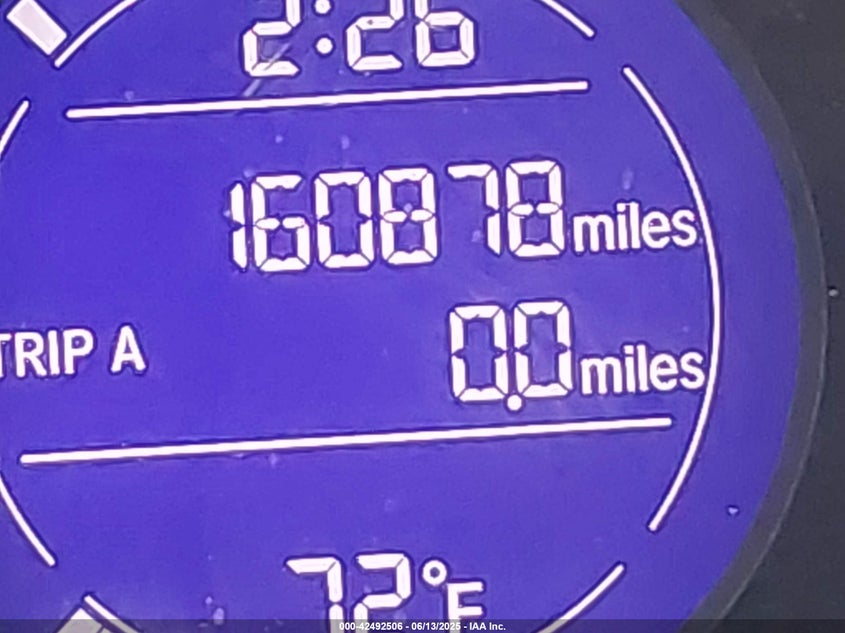 2:26
160878 miles
TRIP A 0.0 miles
72°F
000-42492506 - 06/13/2025 - IAA Inc.